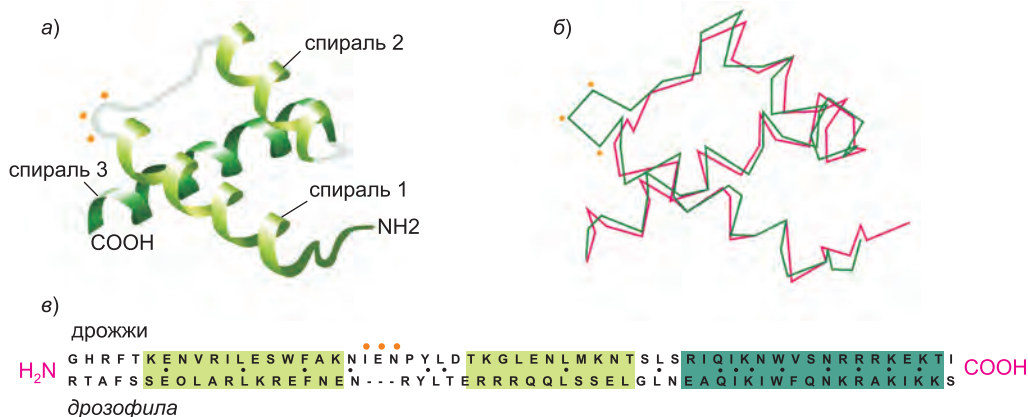 а)
спираль 2
спираль 3
спираль 1
NH2
COOH
б)
в)
дрожжи
H₂N
G H R F T K E N V R I L E S W F A K N I E N P Y L D T K G L E N L M K N T S L S R I Q I K N W V S N R R R K E K T I
R T A F S S E O L A R L K R E F N E N - - - R Y L T E R R R Q Q L S S E L G L N E A Q I K I W F Q N K R A K I K K S
COOH
дрозофила